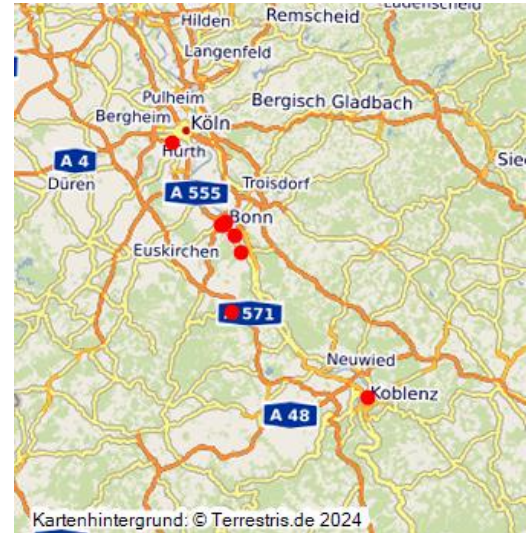 Remscheid
Hilden
Langenfeld
Pulheim
Bergheim
Bergisch Gladbach
Köln
Hürth
A 4
Düren
A 555
Troisdorf
Bonn
Euskirchen
571
Neuwied
Koblenz
A 48
Kartenhintergrund: © Terrestris.de 2024